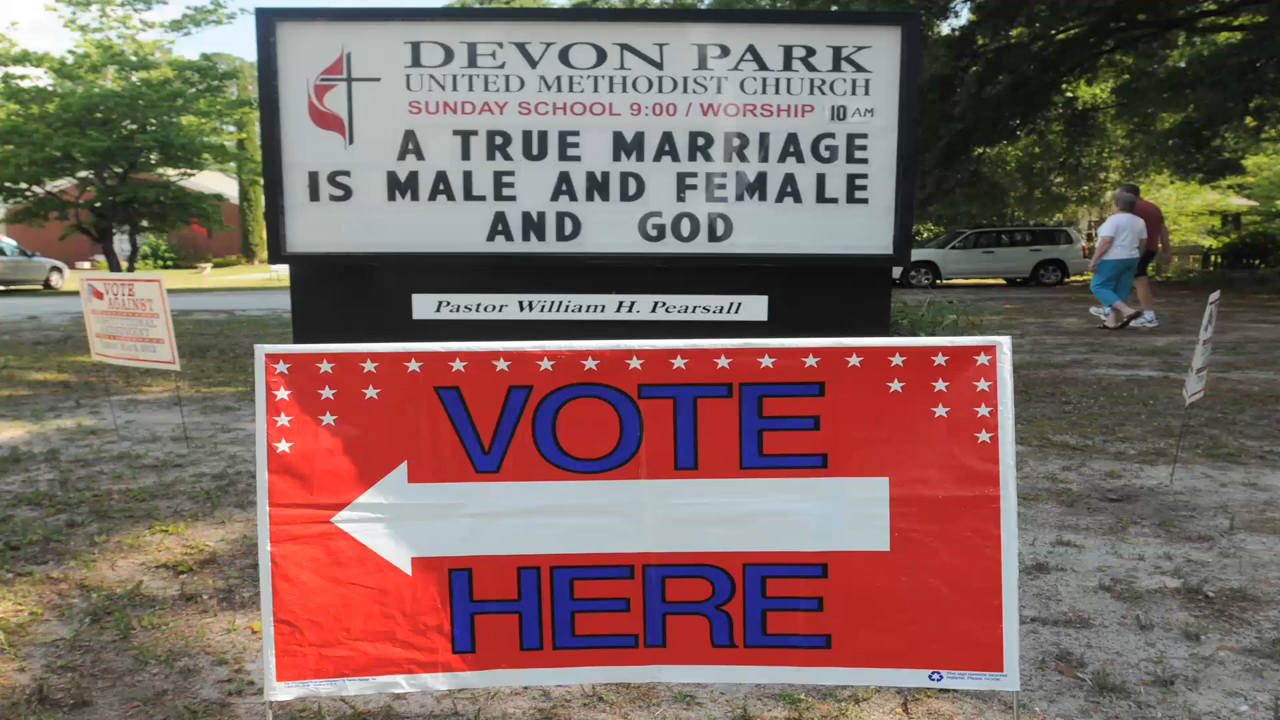 DEVON PARK
UNITED METHODIST CHURCH
SUNDAY SCHOOL 9:00 / WORSHIP 10 AM
A TRUE MARRIAGE
IS MALE AND FEMALE
AND GOD
Pastor William H. Pearsall
VOTE
AGAINST
VOTE
HERE